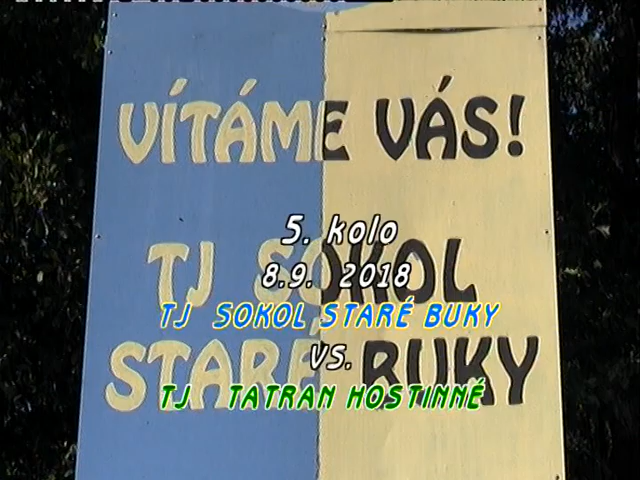 VÍTÁME VÁS!
5. kolo
TJ SOKOL
8.9. 2018
TJ SOKOL STARÉ BUKY
vs.
STARÉ BUKY
TJ TATRAN HOSTINNÉ